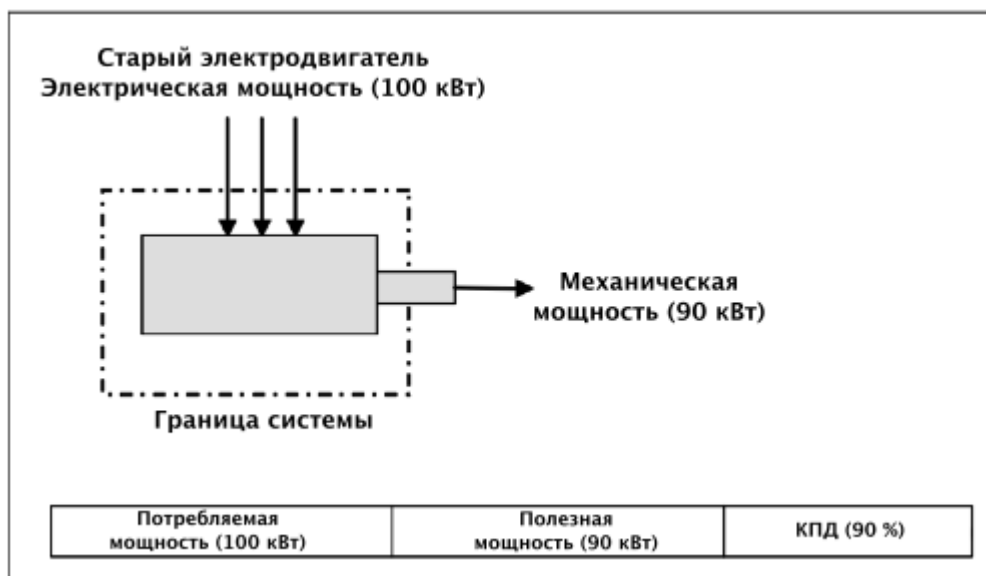 Старый электродвигатель
Электрическая мощность (100 кВт)
Механическая
мощность (90 кВт)
Граница системы
Потребляемая
мощность (100 кВт)
Полезная
мощность (90 кВт)
КПД (90 %)